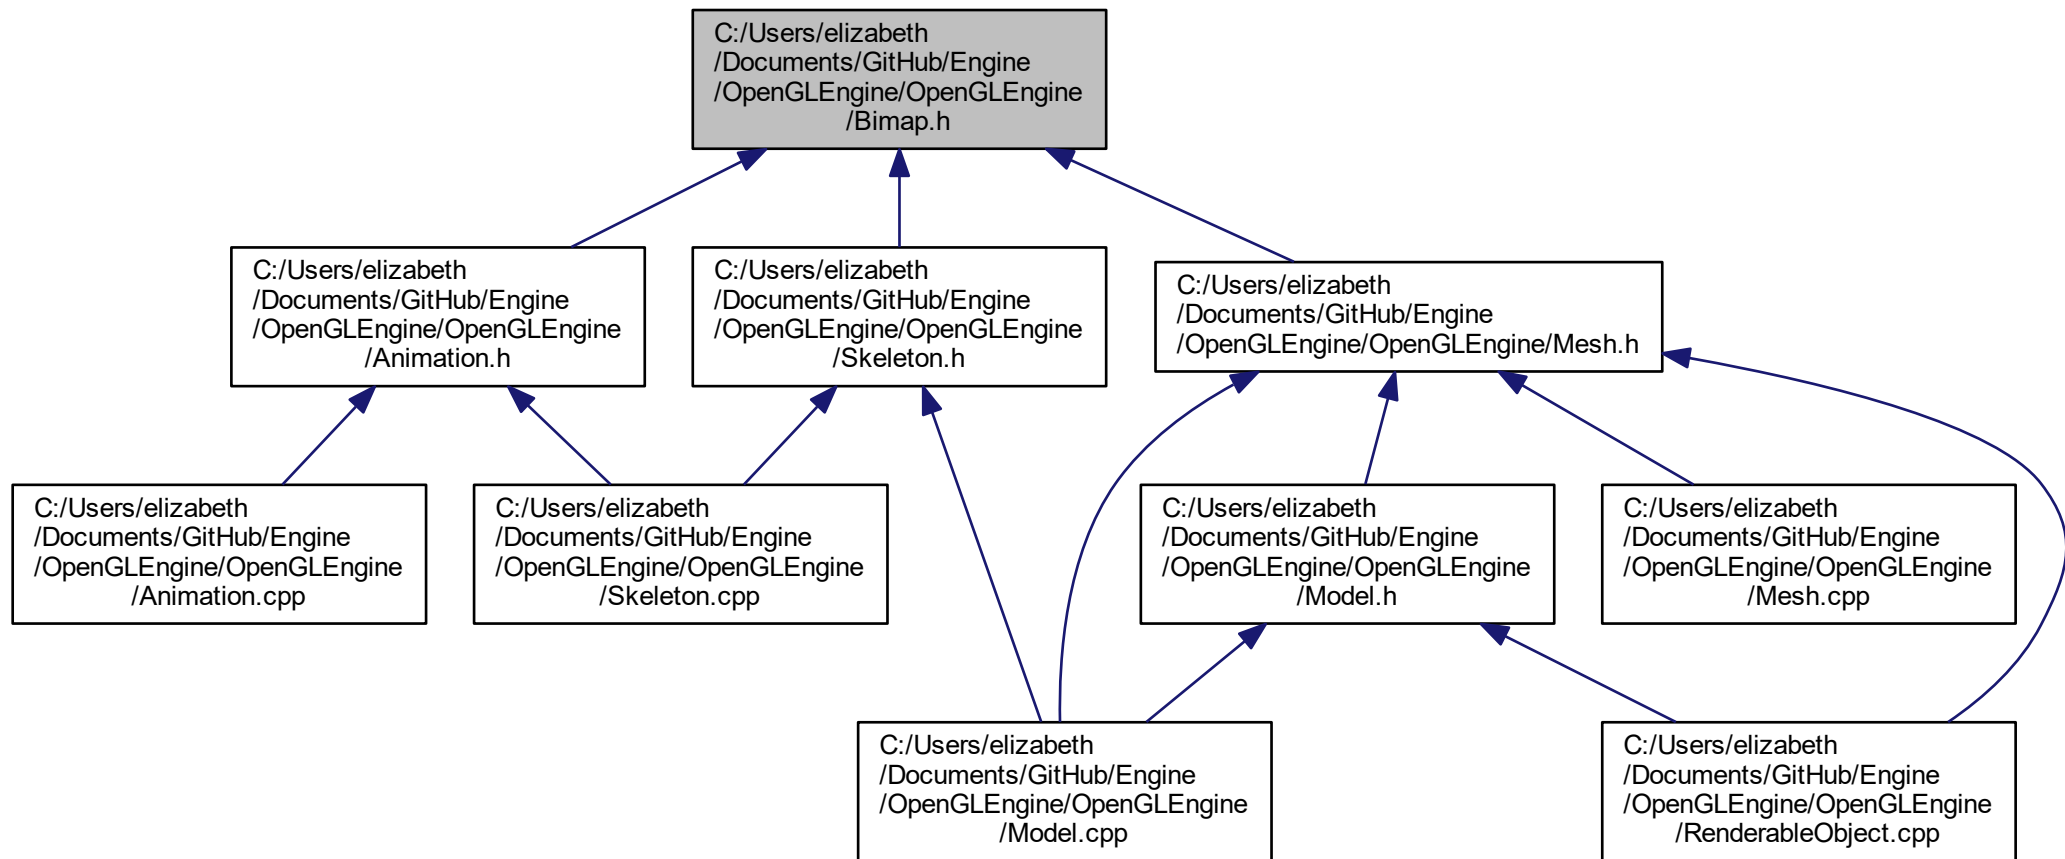 C:/Users/elizabeth
/Documents/GitHub/Engine
/OpenGLEngine/OpenGLEngine
/Bimap.h
C:/Users/elizabeth
/Documents/GitHub/Engine
/OpenGLEngine/OpenGLEngine
/Animation.h
C:/Users/elizabeth
/Documents/GitHub/Engine
/OpenGLEngine/OpenGLEngine
/Skeleton.h
C:/Users/elizabeth
/Documents/GitHub/Engine
/OpenGLEngine/OpenGLEngine/Mesh.h
C:/Users/elizabeth
/Documents/GitHub/Engine
/OpenGLEngine/OpenGLEngine
/Animation.cpp
C:/Users/elizabeth
/Documents/GitHub/Engine
/OpenGLEngine/OpenGLEngine
/Skeleton.cpp
C:/Users/elizabeth
/Documents/GitHub/Engine
/OpenGLEngine/OpenGLEngine
/Model.h
C:/Users/elizabeth
/Documents/GitHub/Engine
/OpenGLEngine/OpenGLEngine
/Mesh.cpp
C:/Users/elizabeth
/Documents/GitHub/Engine
/OpenGLEngine/OpenGLEngine
/Model.cpp
C:/Users/elizabeth
/Documents/GitHub/Engine
/OpenGLEngine/OpenGLEngine
/RenderableObject.cpp